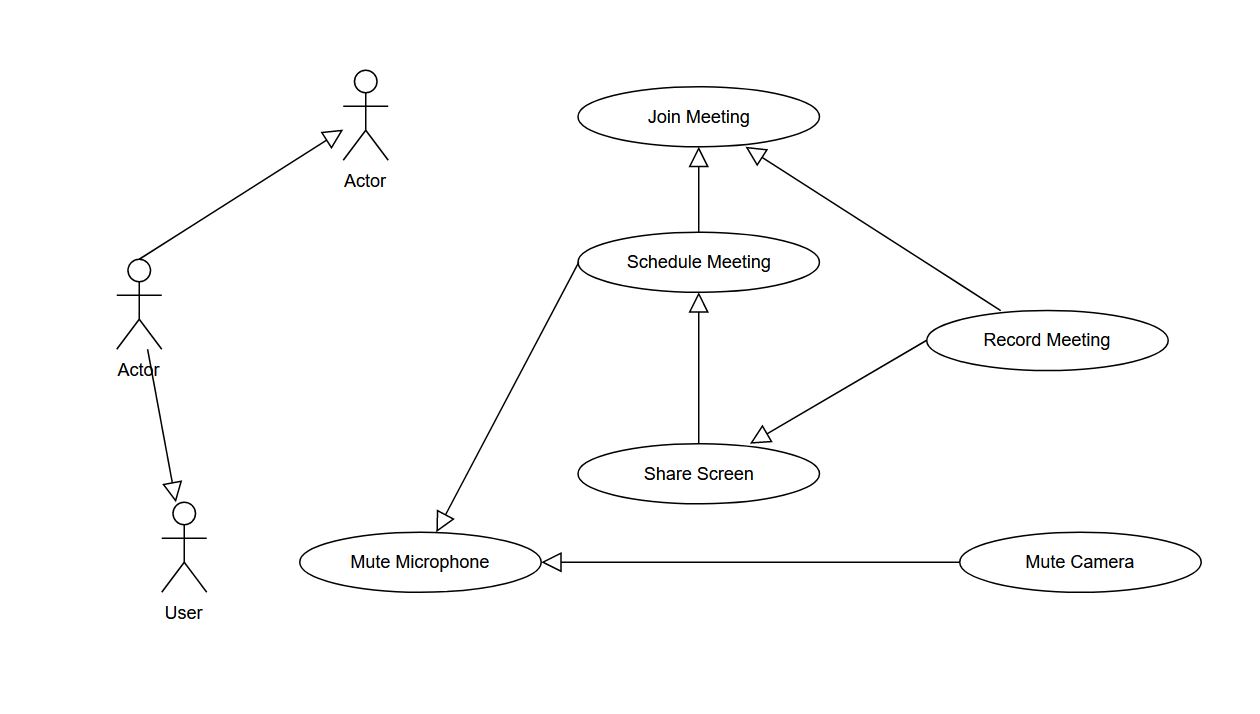 Actor
Join Meeting
Schedule Meeting
Actor
Record Meeting
Share Screen
Mute Microphone
Mute Camera
User